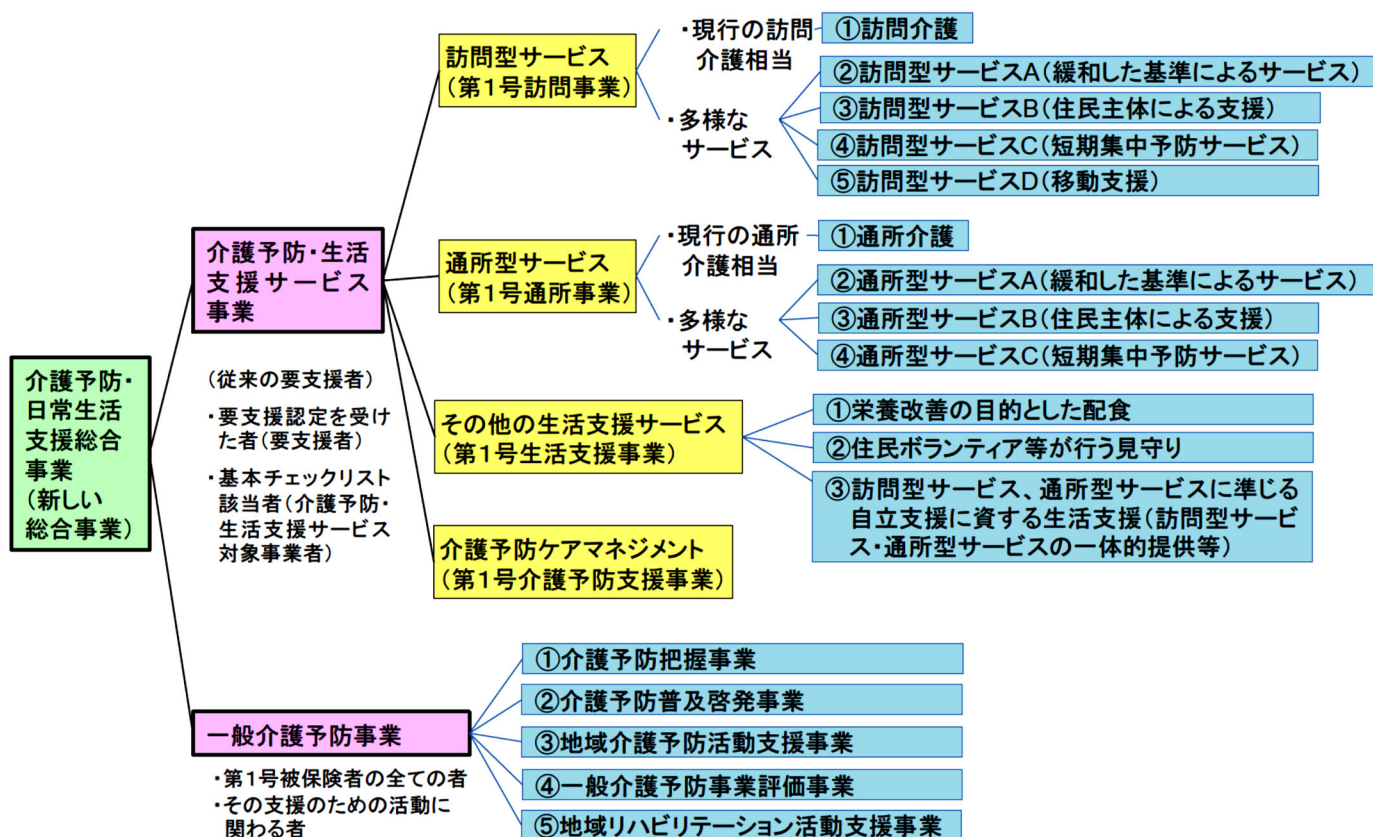 介護予防・
日常生活
支援総合
事業
(新しい
総合事業)
介護予防・生活
支援サービス
事業
(従来の要支援者)
・要支援認定を受け
た者(要支援者)
・基本チェックリスト
該当者(介護予防・
生活支援サービス
対象事業者)
訪問型サービス
(第1号訪問事業)
・現行の訪問
介護相当
①訪問介護
・多様な
サービス
②訪問型サービスA(緩和した基準によるサービス)
③訪問型サービスB(住民主体による支援)
④訪問型サービスC(短期集中予防サービス)
⑤訪問型サービスD(移動支援)
通所型サービス
(第1号通所事業)
・現行の通所
介護相当
①通所介護
・多様な
サービス
②通所型サービスA(緩和した基準によるサービス)
③通所型サービスB(住民主体による支援)
④通所型サービスC(短期集中予防サービス)
その他の生活支援サービス
(第1号生活支援事業)
①栄養改善の目的とした配食
②住民ボランティア等が行う見守り
③訪問型サービス、通所型サービスに準じる
自立支援に資する生活支援(訪問型サービ
ス・通所型サービスの一体的提供等)
介護予防ケアマネジメント
(第1号介護予防支援事業)
一般介護予防事業
・第1号被保険者の全ての者
・その支援のための活動に
関わる者
①介護予防把握事業
②介護予防普及啓発事業
③地域介護予防活動支援事業
④一般介護予防事業評価事業
⑤地域リハビリテーション活動支援事業